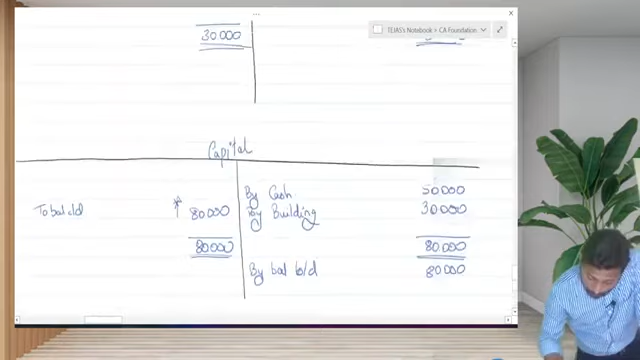 TEJAS's Notebook > CA Foundation
30000
Capital
By Cash 50000
To bal c/d 80000 By Building 30000
80000 80000
By bal b/d 80000